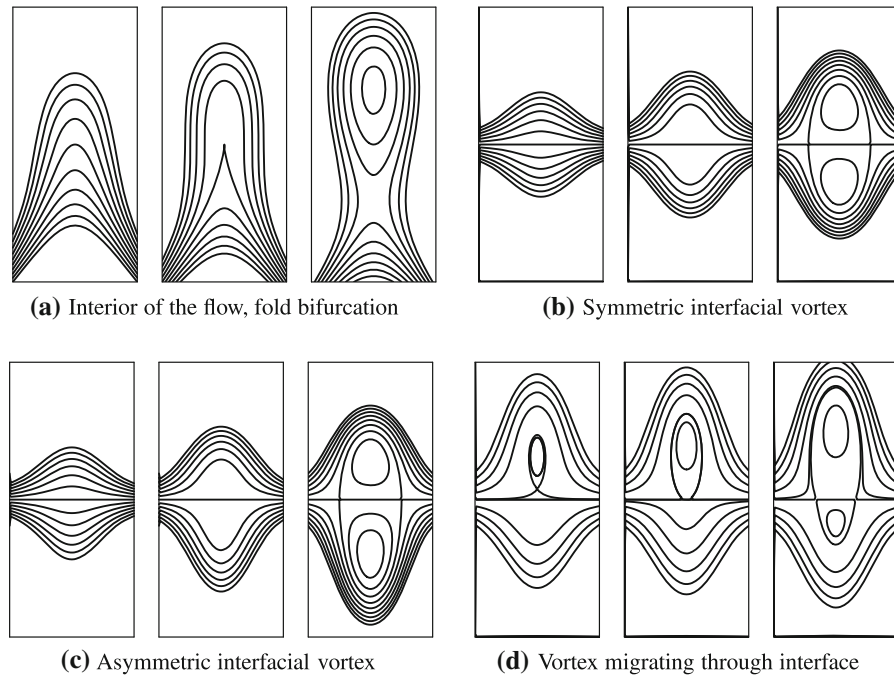 (a) Interior of the flow, fold bifurcation
(b) Symmetric interfacial vortex
(c) Asymmetric interfacial vortex
(d) Vortex migrating through interface